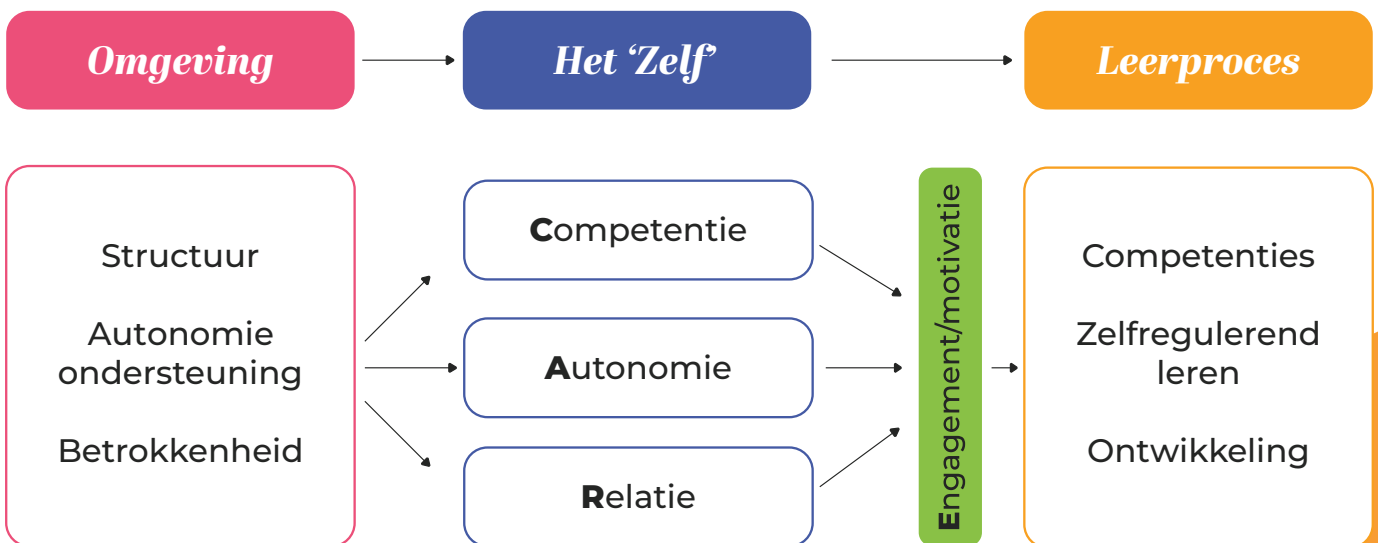 Omgeving
Het ‘Zelf’
Leerproces
Structuur
Autonomie
ondersteuning
Betrokkenheid
Competentie
Autonomie
Relatie
Engagement/motivatie
Competenties
Zelfregulerend
leren
Ontwikkeling